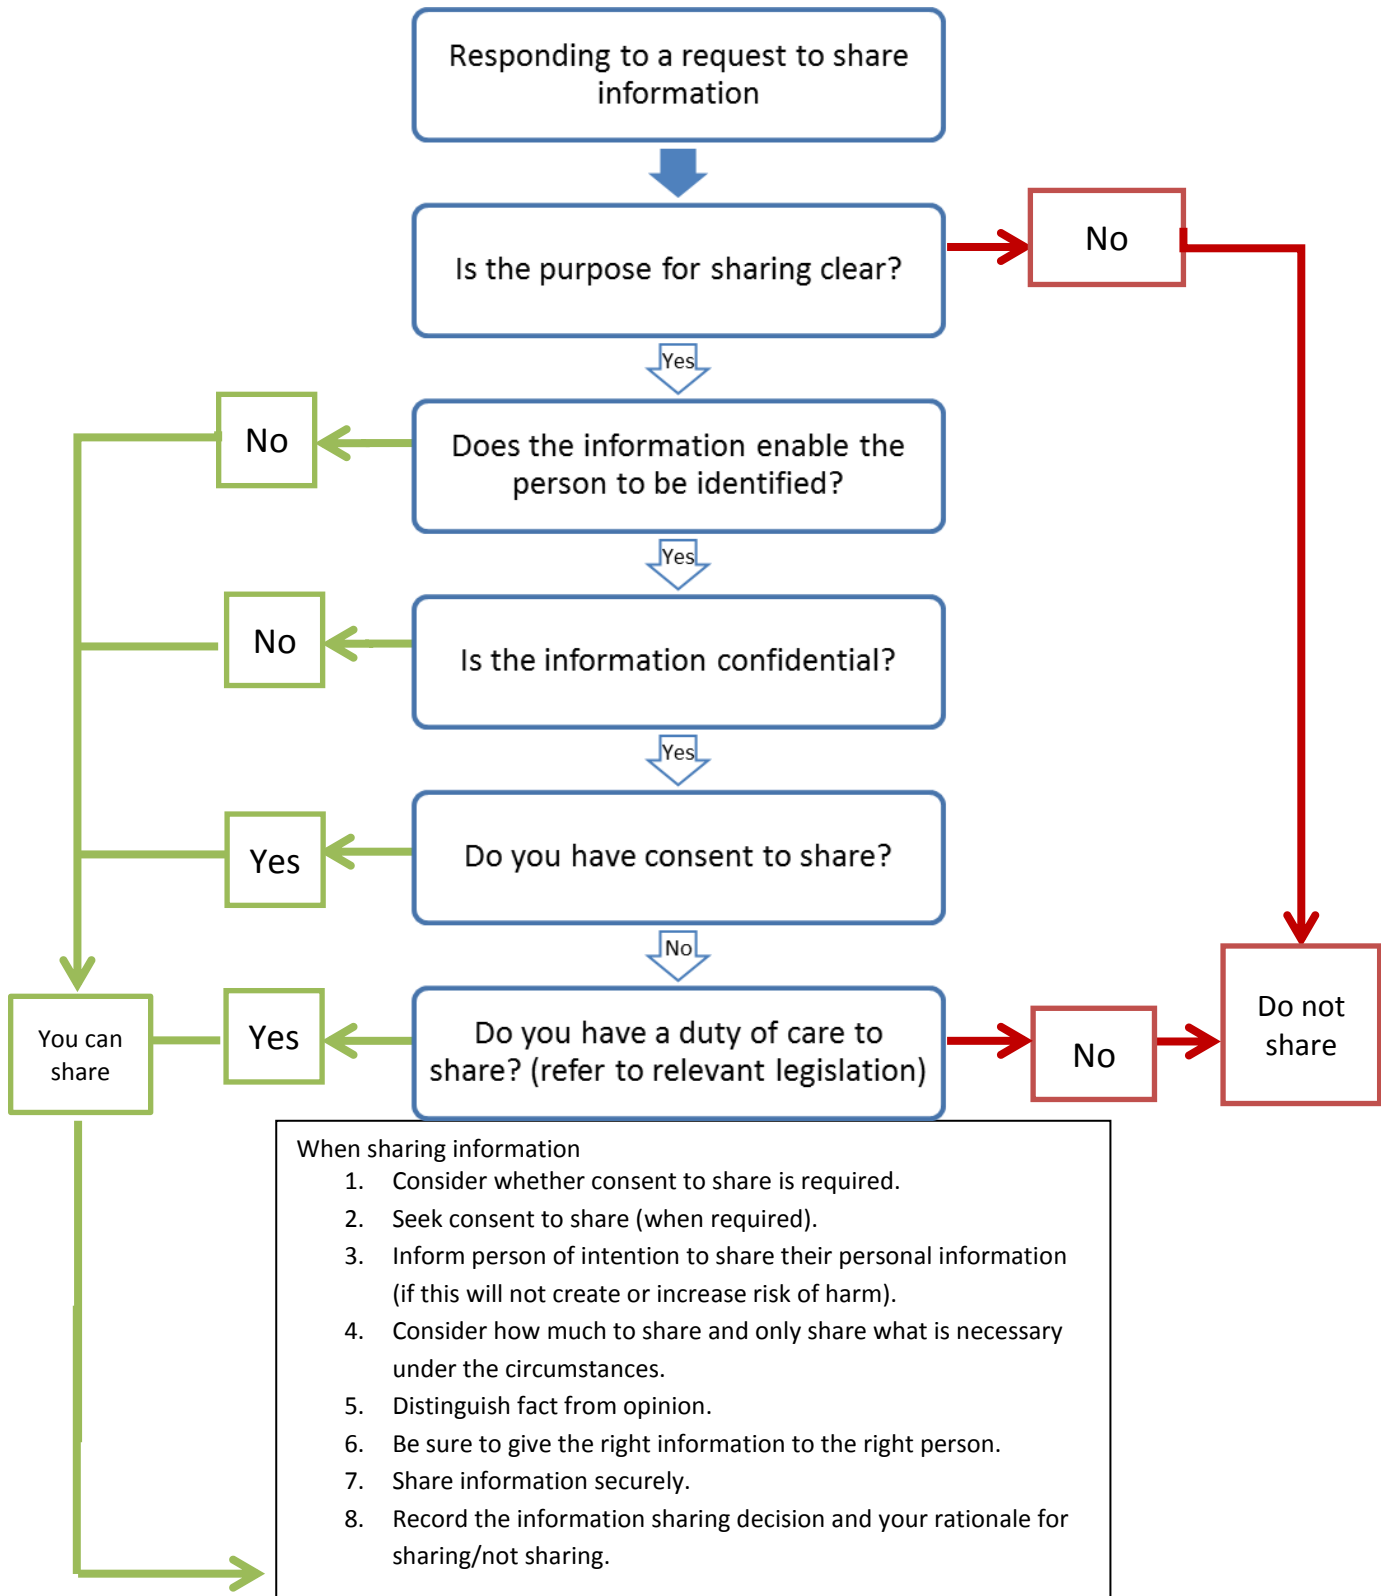 Responding to a request to share
information
Is the purpose for sharing clear?
No
Yes
No
Does the information enable the
person to be identified?
Yes
No
Is the information confidential?
Yes
Yes
Do you have consent to share?
No
You can
share
Yes
Do you have a duty of care to
share? (refer to relevant legislation)
No
Do not
share
When sharing information
1. Consider whether consent to share is required.
2. Seek consent to share (when required).
3. Inform person of intention to share their personal information
(if this will not create or increase risk of harm).
4. Consider how much to share and only share what is necessary
under the circumstances.
5. Distinguish fact from opinion.
6. Be sure to give the right information to the right person.
7. Share information securely.
8. Record the information sharing decision and your rationale for
sharing/not sharing.